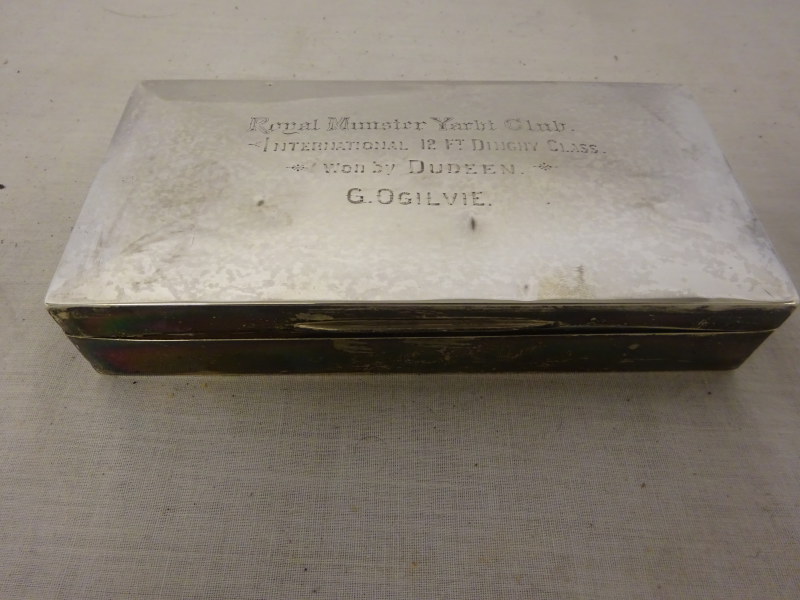 Royal Munster Yacht Club.
INTERNATIONAL 12 FT DINGHY CLASS.
Won by DUDEEN.
G. OGILVIE.